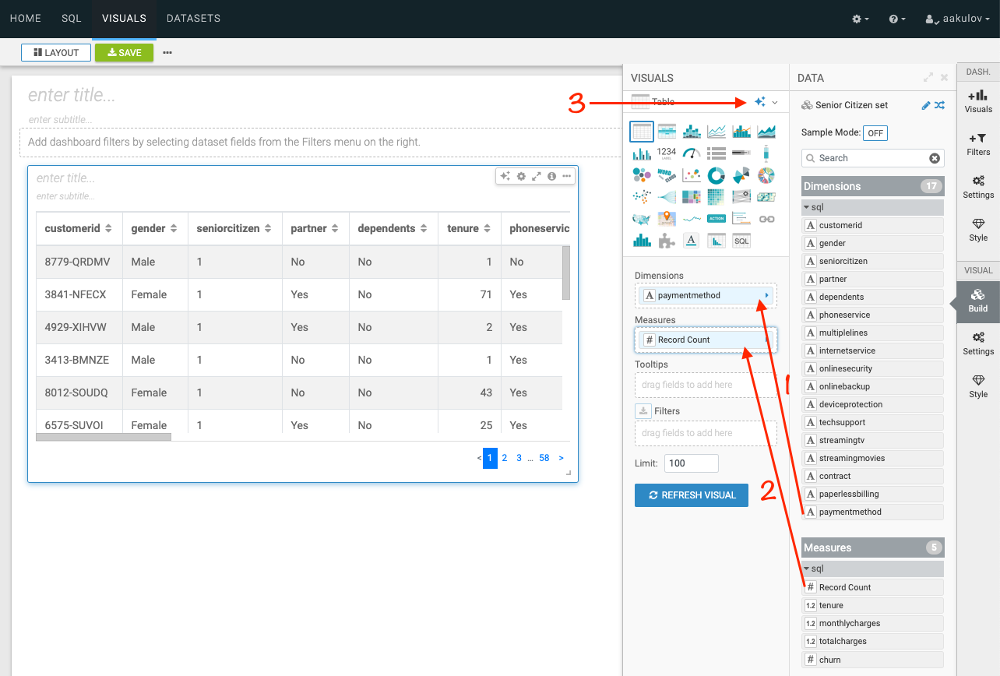 HOME SQL VISUALS DATASETS aakulov
LAYOUT SAVE
enter title...
enter subtitle...
Add dashboard filters by selecting dataset fields from the Filters menu on the right.
enter title...
enter subtitle...
customerid gender seniorcitizen partner dependents tenure phoneservic
8779-QRDMV Male 1 No No 1 No
3841-NFECX Female 1 Yes No 71 Yes
4929-XIHVW Male 1 Yes No 2 Yes
3413-BMNZE Male 1 No No 1 Yes
8012-SOUDQ Female 1 No No 43 Yes
6575-SUVOI Female 1 Yes No 25 Yes
< 1 2 3 ... 58 >
VISUALS
3
Table
1234
LABEL
WORD
CLOUD
ACTION
A
SQL
Dimensions
A paymentmethod
Measures
# Record Count
Tooltips
drag fields to add here
1
Filters
drag fields to add here
Limit: 100
REFRESH VISUAL
2
DATA
Senior Citizen set
Sample Mode: OFF
Search
Dimensions 17
sql
A customerid
A gender
A seniorcitizen
A partner
A dependents
A phoneservice
A multiplelines
A internetservice
A onlinesecurity
A onlinebackup
A deviceprotection
A techsupport
A streamingtv
A streamingmovies
A contract
A paperlessbilling
A paymentmethod
Measures 5
sql
# Record Count
1.2 tenure
1.2 monthlycharges
1.2 totalcharges
# churn
DASH.
Visuals
Filters
Settings
Style
VISUAL
Build
Settings
Style